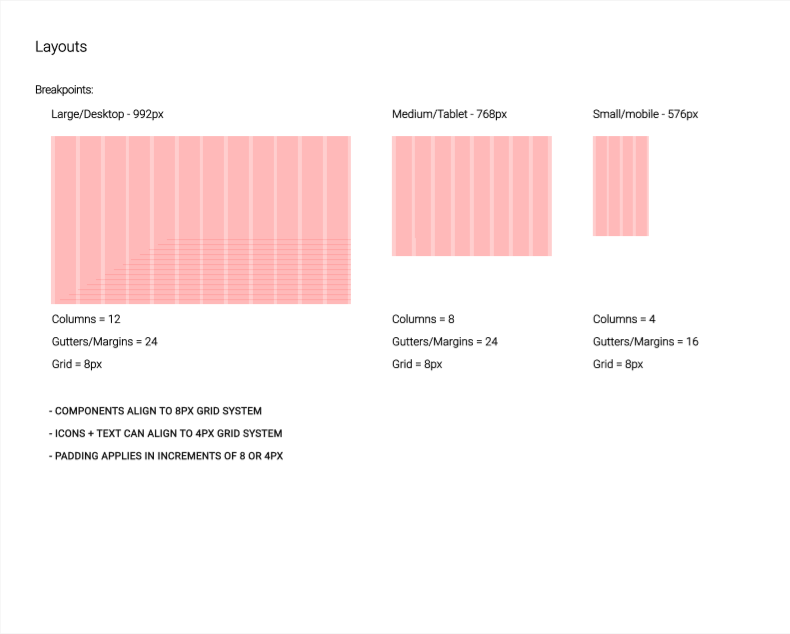 Layouts
Breakpoints:
Large/Desktop - 992px
Medium/Tablet - 768px
Small/mobile - 576px
Columns = 12
Gutters/Margins = 24
Grid = 8px
Columns = 8
Gutters/Margins = 24
Grid = 8px
Columns = 4
Gutters/Margins = 16
Grid = 8px
- COMPONENTS ALIGN TO 8PX GRID SYSTEM
- ICONS + TEXT CAN ALIGN TO 4PX GRID SYSTEM
- PADDING APPLIES IN INCREMENTS OF 8 OR 4PX